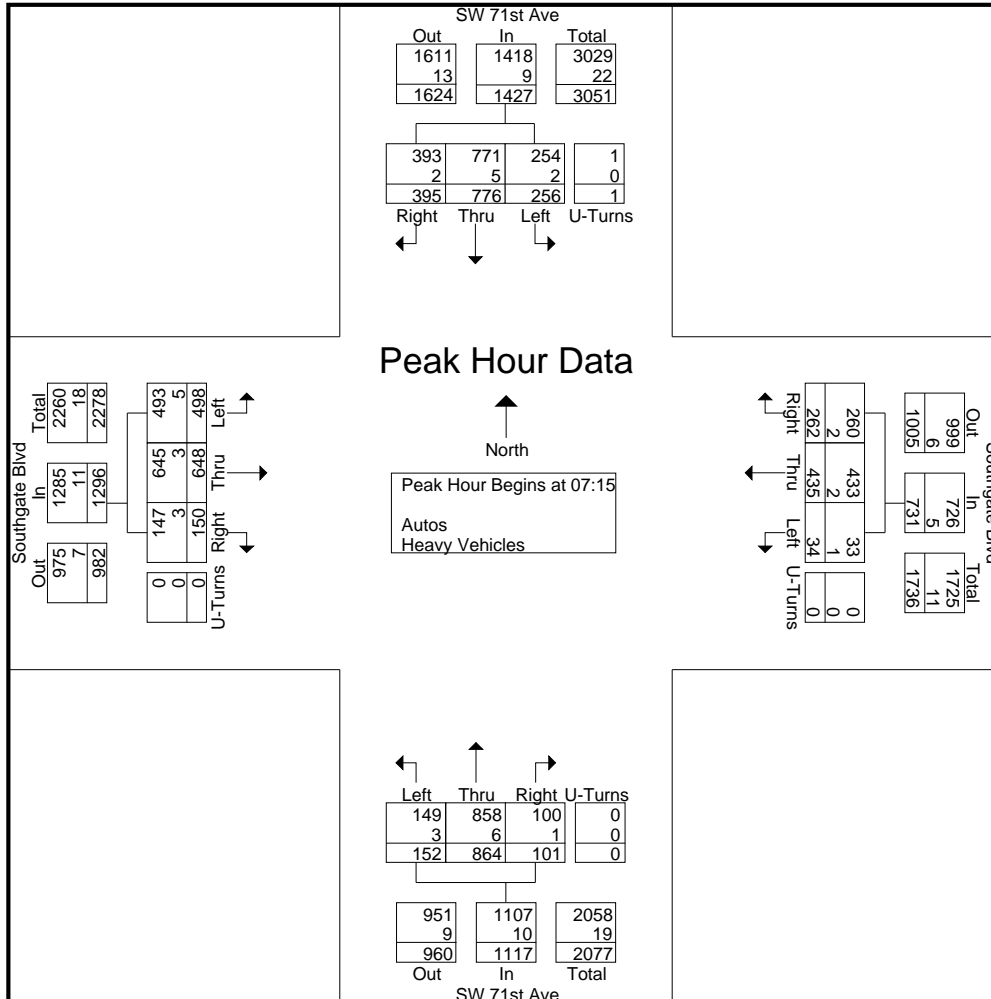 SW 71st Ave
Out In Total
1611 1418 3029
13 9 22
1624 1427 3051
393 771 254 1
2 5 2 0
395 776 256 1
Right Thru Left U-Turns
Peak Hour Data
North
Peak Hour Begins at 07:15
Autos
Heavy Vehicles
Southgate Blvd
Total In Out
2260 1285 975
18 11 7
2278 1296 982
493 645 147 0
5 3 3 0
498 648 150 0
Left Thru Right U-Turns
Southgate Blvd
Out In Total
999 726 1725
6 5 11
1005 731 1736
260 433 33 0
2 2 1 0
262 435 34 0
Right Thru Left U-Turns
Left Thru Right U-Turns
149 858 100 0
3 6 1 0
152 864 101 0
951 1107 2058
9 10 19
960 1117 2077
Out In Total
SW 71st Ave